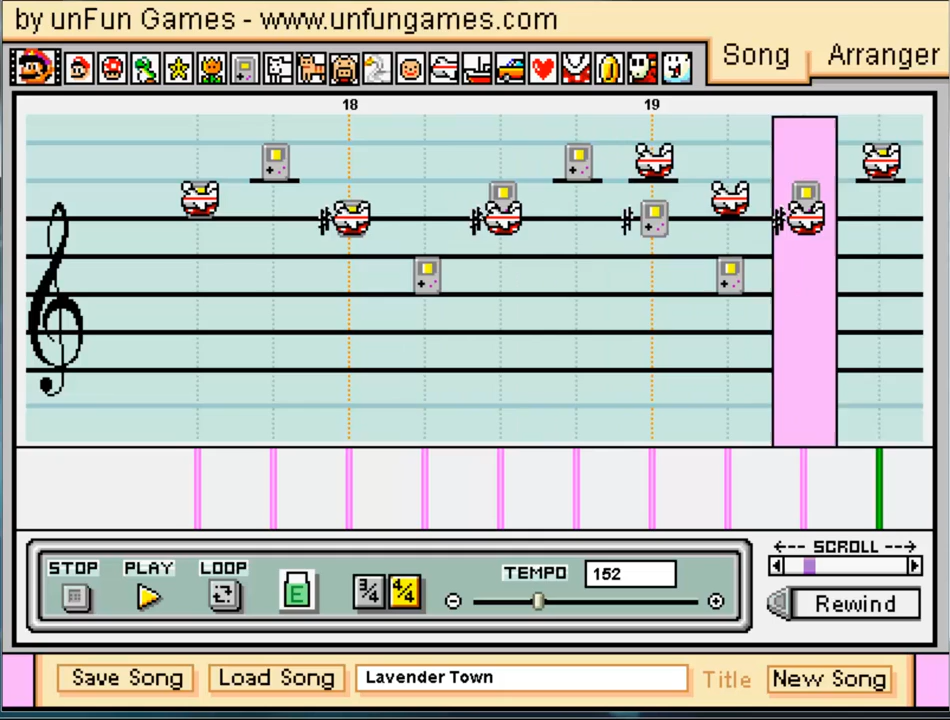 by unFun Games - www.unfungames.com
Song Arranger
18 19
STOP PLAY LOOP
E
3/4 4/4
TEMPO 152
<--- SCROLL --->
Rewind
Save Song Load Song Lavender Town Title New Song